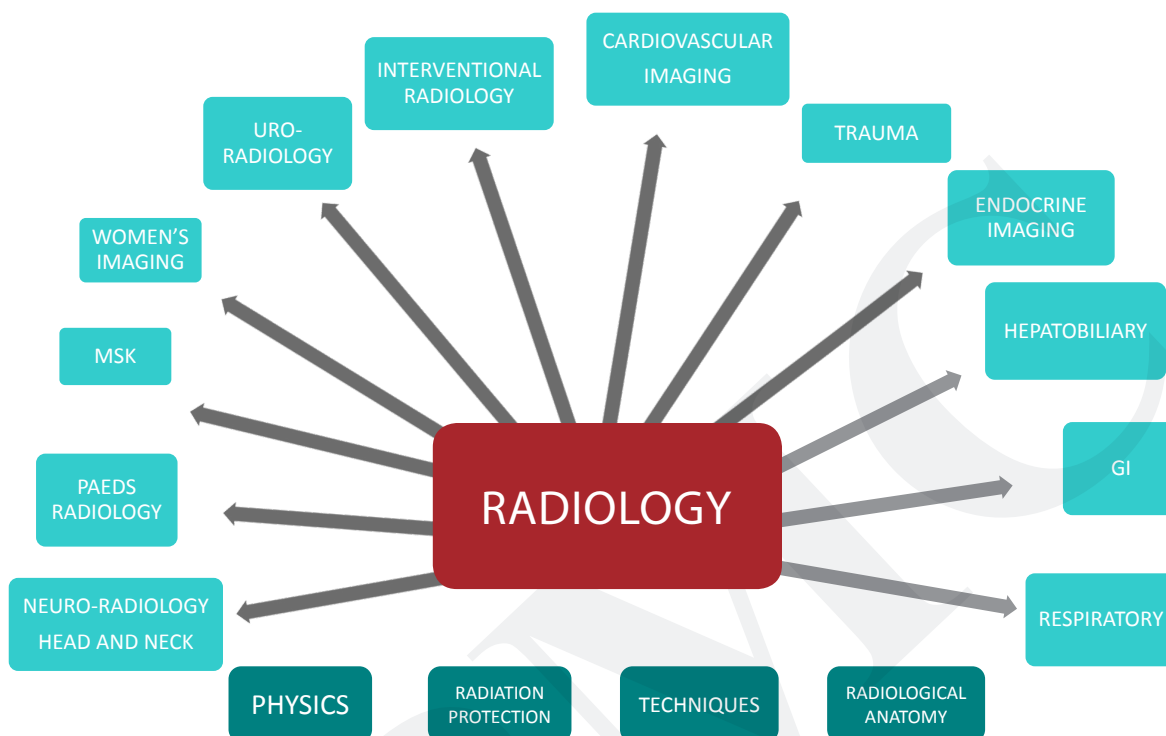 CARDIOVASCULAR
IMAGING
INTERVENTIONAL
RADIOLOGY
URO-
RADIOLOGY
TRAUMA
ENDOCRINE
IMAGING
WOMEN'S
IMAGING
HEPATOBILIARY
MSK
GI
PAEDS
RADIOLOGY
RADIOLOGY
NEURO-RADIOLOGY
HEAD AND NECK
RESPIRATORY
PHYSICS
RADIATION
PROTECTION
TECHNIQUES
RADIOLOGICAL
ANATOMY